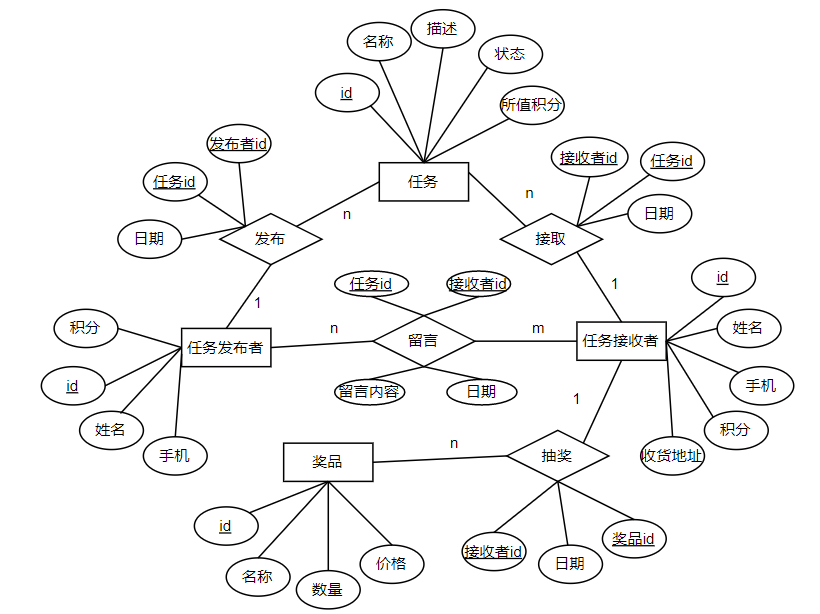 描述
名称
状态
id
所值积分
发布者id
接收者id
任务id
任务id
任务
n
日期
n
日期
发布
接取
id
任务id
接收者id
1
1
积分
n
m
姓名
任务发布者
留言
任务接收者
id
手机
留言内容
日期
1
姓名
积分
n
手机
收货地址
奖品
抽奖
id
奖品id
接收者id
名称
价格
日期
数量